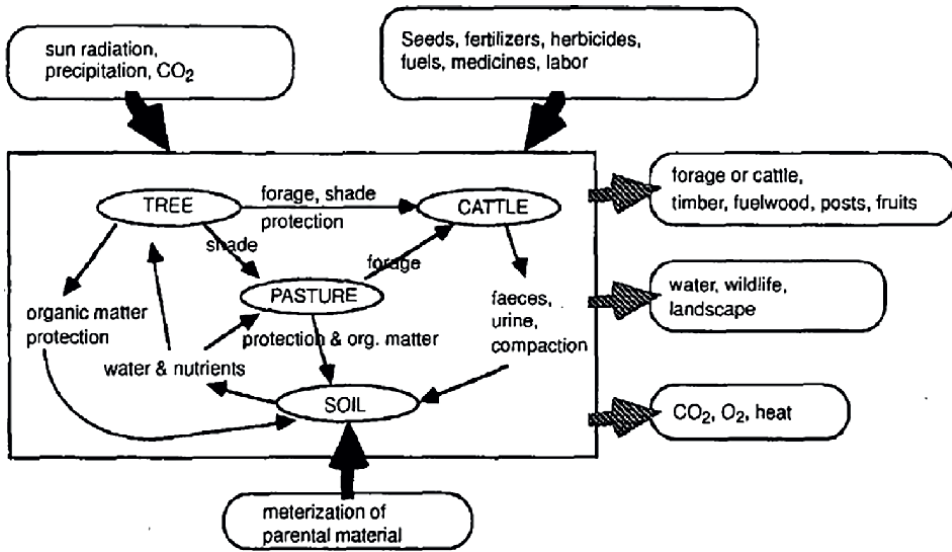 sun radiation,
precipitation, CO₂
Seeds, fertilizers, herbicides,
fuels, medicines, labor
TREE
forage, shade
protection
CATTLE
forage or cattle,
timber, fuelwood, posts, fruits
shade
forage
PASTURE
organic matter
protection
faeces,
urine,
compaction
water, wildlife,
landscape
protection & org. matter
water & nutrients
SOIL
CO₂, O₂, heat
meterization of
parental material